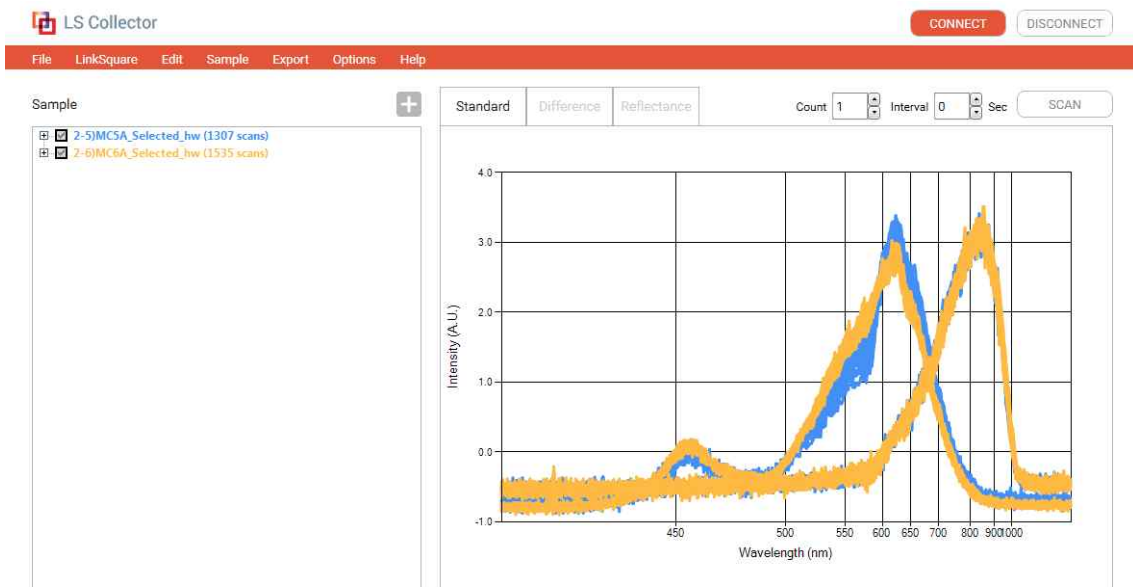 LS Collector
CONNECT
DISCONNECT
File LinkSquare Edit Sample Export Options Help
Sample
Standard Difference Reflectance
Count 1 Interval 0 Sec SCAN
2-5)MC5A_Selected_hw (1307 scans)
2-6)MC6A_Selected_hw (1535 scans)
4.0
3.0
2.0
1.0
0.0
-1.0
Intensity (A.U.)
450 500 550 600 650 700 800 900 1000
Wavelength (nm)